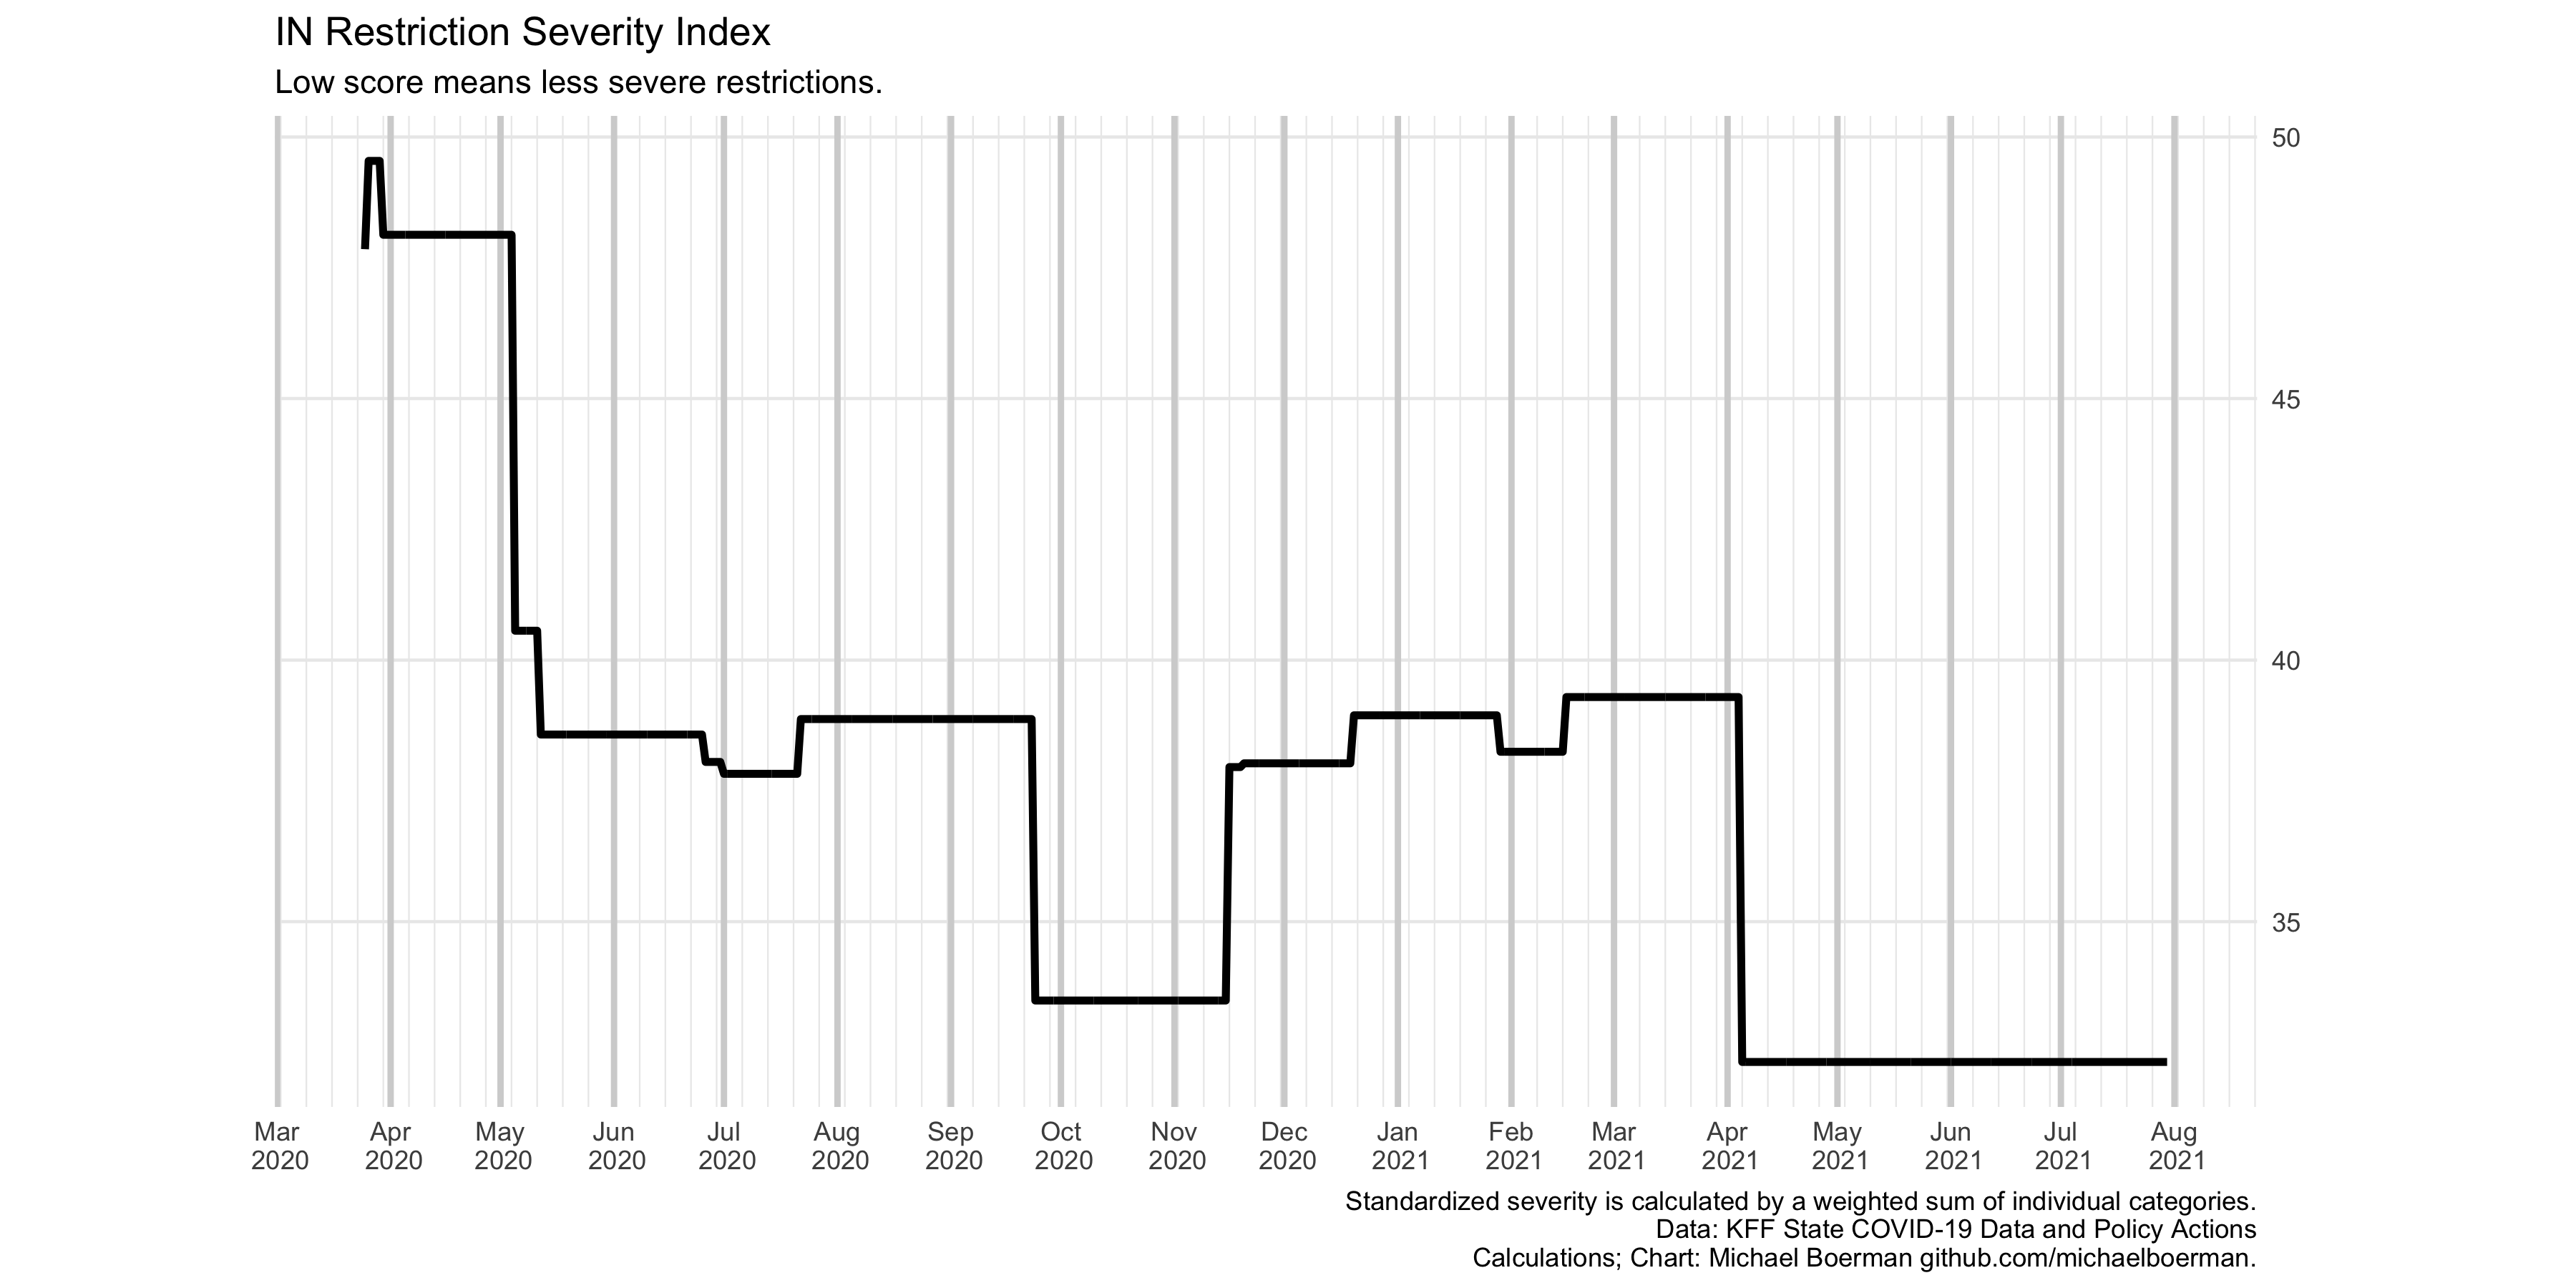 IN Restriction Severity Index
Low score means less severe restrictions.
50
45
40
35
Mar Apr May Jun Jul Aug Sep Oct Nov Dec Jan Feb Mar Apr May Jun Jul Aug
2020 2020 2020 2020 2020 2020 2020 2020 2020 2020 2021 2021 2021 2021 2021 2021 2021 2021
Standardized severity is calculated by a weighted sum of individual categories.
Data: KFF State COVID-19 Data and Policy Actions
Calculations; Chart: Michael Boerman github.com/michaelboerman.